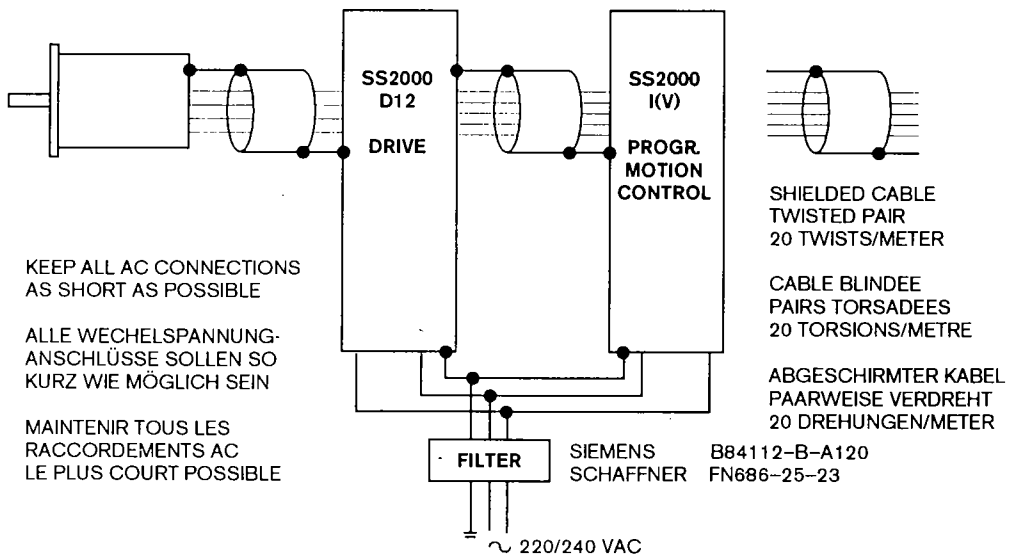 SS2000
D12
DRIVE
SS2000
I(V)
PROGR.
MOTION
CONTROL
SHIELDED CABLE
TWISTED PAIR
20 TWISTS/METER
CABLE BLINDEE
PAIRS TORSADEES
20 TORSIONS/METRE
ABGESCHIRMTER KABEL
PAARWEISE VERDREHT
20 DREHUNGEN/METER
KEEP ALL AC CONNECTIONS
AS SHORT AS POSSIBLE
ALLE WECHELSPANNUNG-
ANSCHLÜSSE SOLLEN SO
KURZ WIE MÖGLICH SEIN
MAINTENIR TOUS LES
RACCORDEMENTS AC
LE PLUS COURT POSSIBLE
FILTER
SIEMENS B84112-B-A120
SCHAFFNER FN686-25-23
220/240 VAC